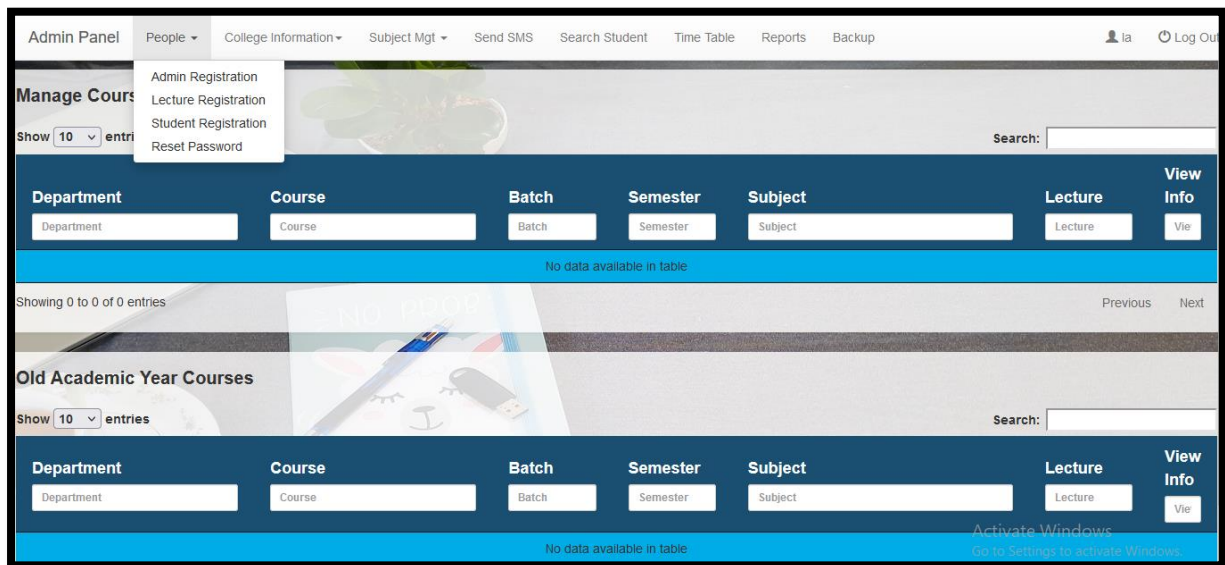 Admin Panel People College Information Subject Mgt Send SMS Search Student Time Table Reports Backup la Log Out
Admin Registration
Lecture Registration
Student Registration
Reset Password
Manage Cours
Show 10 entri Search:
Department Course Batch Semester Subject Lecture View Info
Department Course Batch Semester Subject Lecture Vie
No data available in table
Showing 0 to 0 of 0 entries Previous Next
Old Academic Year Courses
Show 10 entries Search:
Department Course Batch Semester Subject Lecture View Info
Department Course Batch Semester Subject Lecture Vie
No data available in table
Activate Windows
Go to Settings to activate Windows.